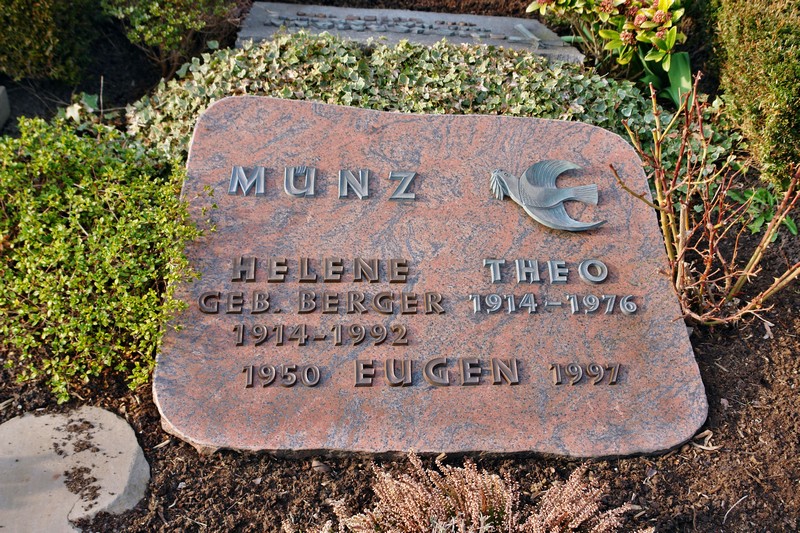 MÜNZ
HELENE
GEB. BERGER
1914-1992
THEO
1914-1976
1950 EUGEN 1997